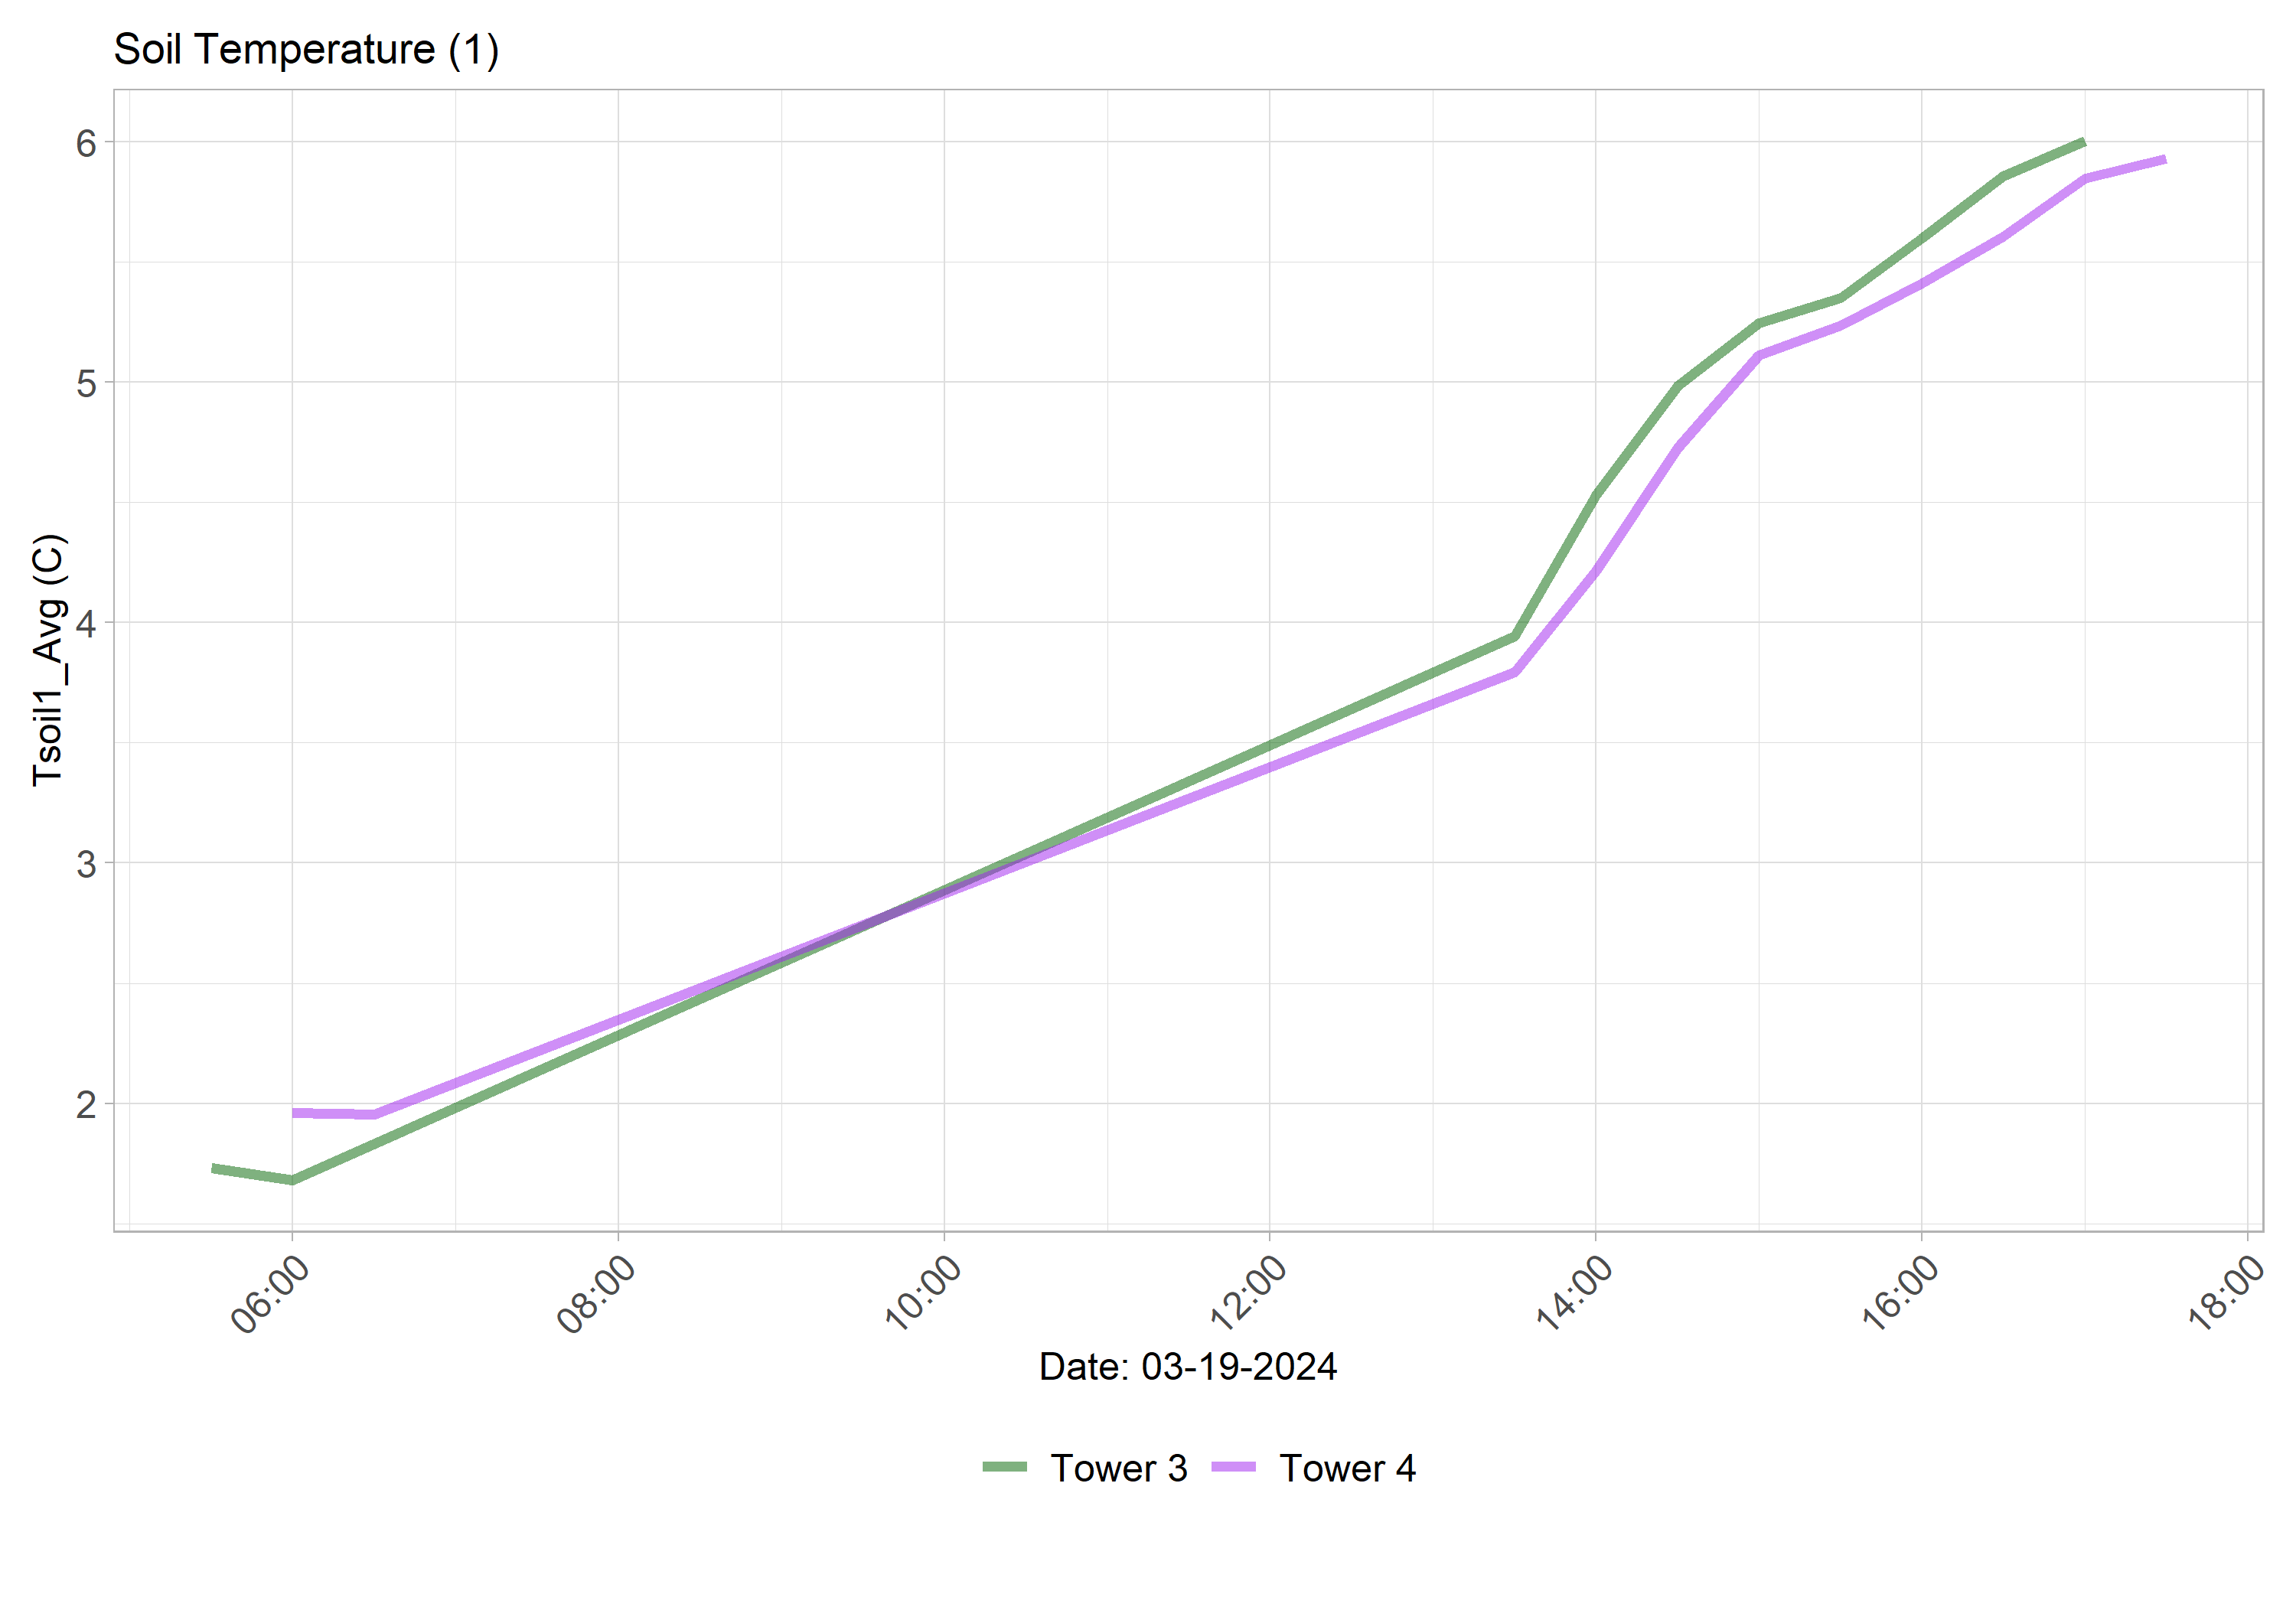 Soil Temperature (1)
Tsoil1_Avg (C)
6
5
4
3
2
06:00
08:00
10:00
12:00
14:00
16:00
18:00
Date: 03-19-2024
Tower 3
Tower 4